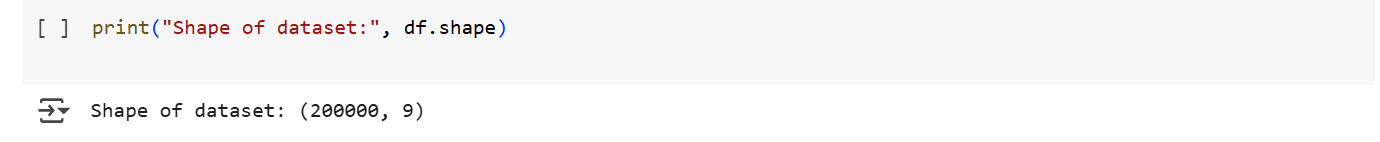 [ ] print("Shape of dataset:", df.shape)
Shape of dataset: (200000, 9)